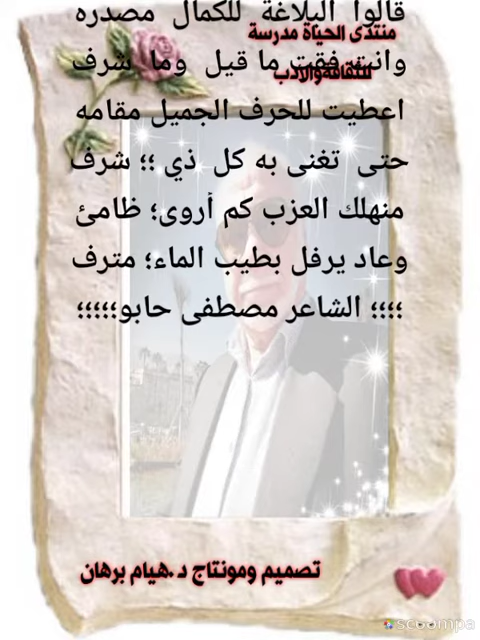 قالوا البلاغة للكمال مصدره
منتدى الحياة مدرسة
وانت فقت ما قيل وما شرف
للثقافةوالأدب
اعطيت للحرف الجميل مقامه
حتى تغنى به كل ذي ؛؛ شرف
منهلك العزب كم أروى؛ ظامئ
وعاد يرفل بطيب الماء؛ مترف
؛؛؛؛ الشاعر مصطفى حابو؛؛؛؛؛
تصميم ومونتاج د.هيام برهان
scoompa